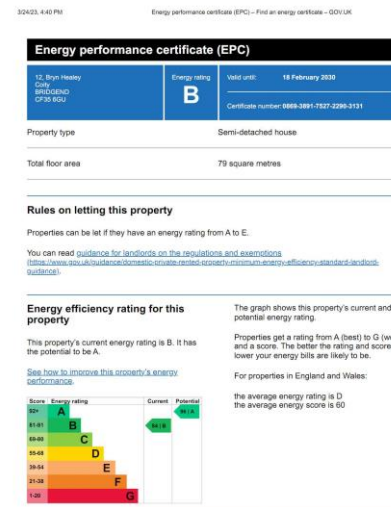 3/24/23, 4:40 PM
Energy performance certificate (EPC) – Find an energy certificate – GOV.UK
Energy performance certificate (EPC)
12, Bryn Healey
Coity
BRIDGEND
CF35 6GU
Energy rating
B
Valid until: 18 February 2030
Certificate number: 0869-3891-7527-2290-3131
Property type
Semi-detached house
Total floor area
79 square metres
Rules on letting this property
Properties can be let if they have an energy rating from A to E.
You can read guidance for landlords on the regulations and exemptions
(https://www.gov.uk/guidance/domestic-private-rented-property-minimum-energy-efficiency-standard-landlord-
guidance).
Energy efficiency rating for this
property
This property's current energy rating is B. It has
the potential to be A.
See how to improve this property's energy
performance.
Score Energy rating Current Potential
92+ A 94 | A
81-91 B 84 | B
69-80 C
55-68 D
39-54 E
21-38 F
1-20 G
The graph shows this property's current and
potential energy rating.
Properties get a rating from A (best) to G (wo
and a score. The better the rating and score
lower your energy bills are likely to be.
For properties in England and Wales:
the average energy rating is D
the average energy score is 60